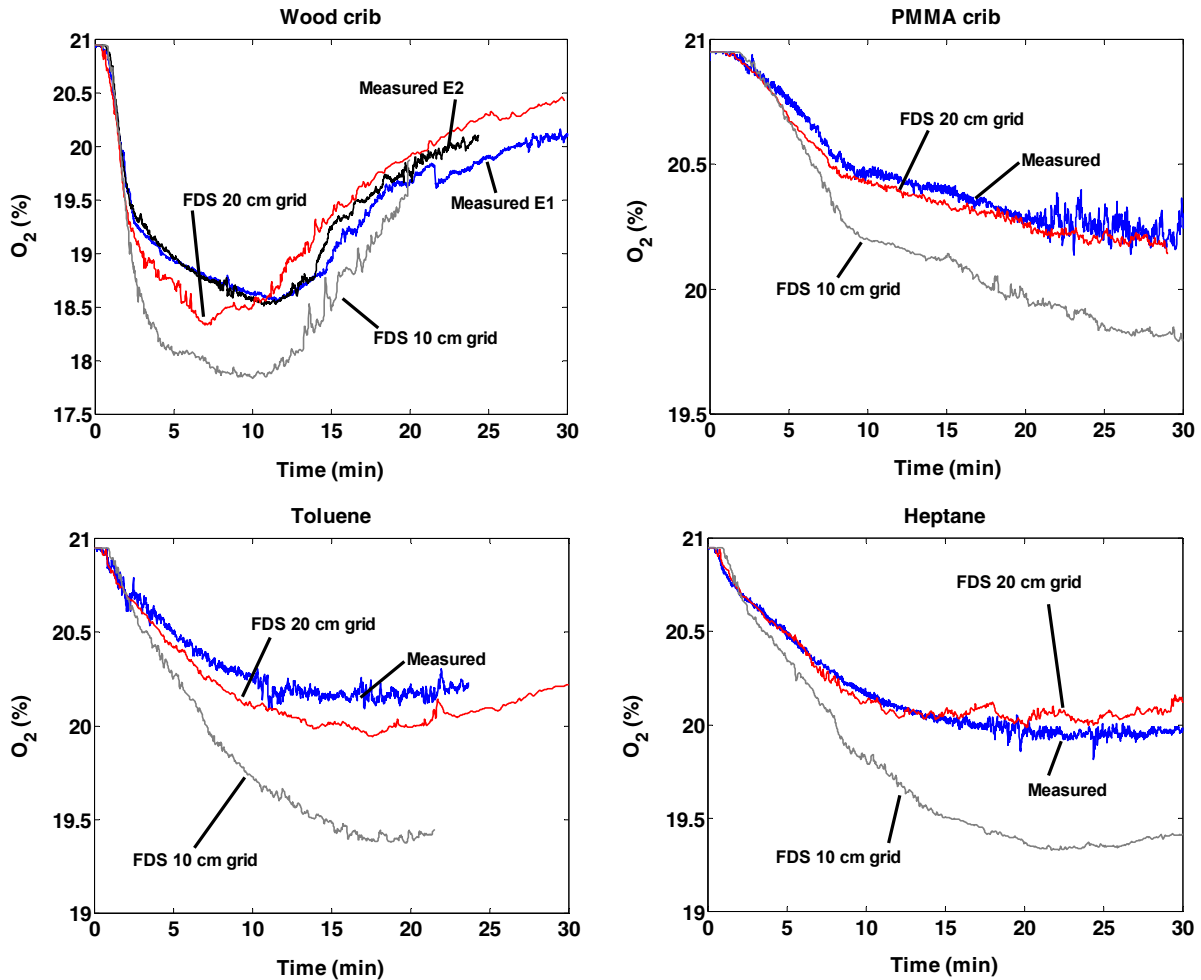 Wood crib
21
20.5
20
19.5
19
18.5
18
17.5
O2 (%)
Measured E2
FDS 20 cm grid
Measured E1
FDS 10 cm grid
0 5 10 15 20 25 30
Time (min)
PMMA crib
21
20.5
20
19.5
O2 (%)
FDS 20 cm grid
Measured
FDS 10 cm grid
0 5 10 15 20 25 30
Time (min)
Toluene
21
20.5
20
19.5
19
O2 (%)
FDS 20 cm grid
Measured
FDS 10 cm grid
0 5 10 15 20 25 30
Time (min)
Heptane
21
20.5
20
19.5
19
O2 (%)
FDS 20 cm grid
Measured
FDS 10 cm grid
0 5 10 15 20 25 30
Time (min)